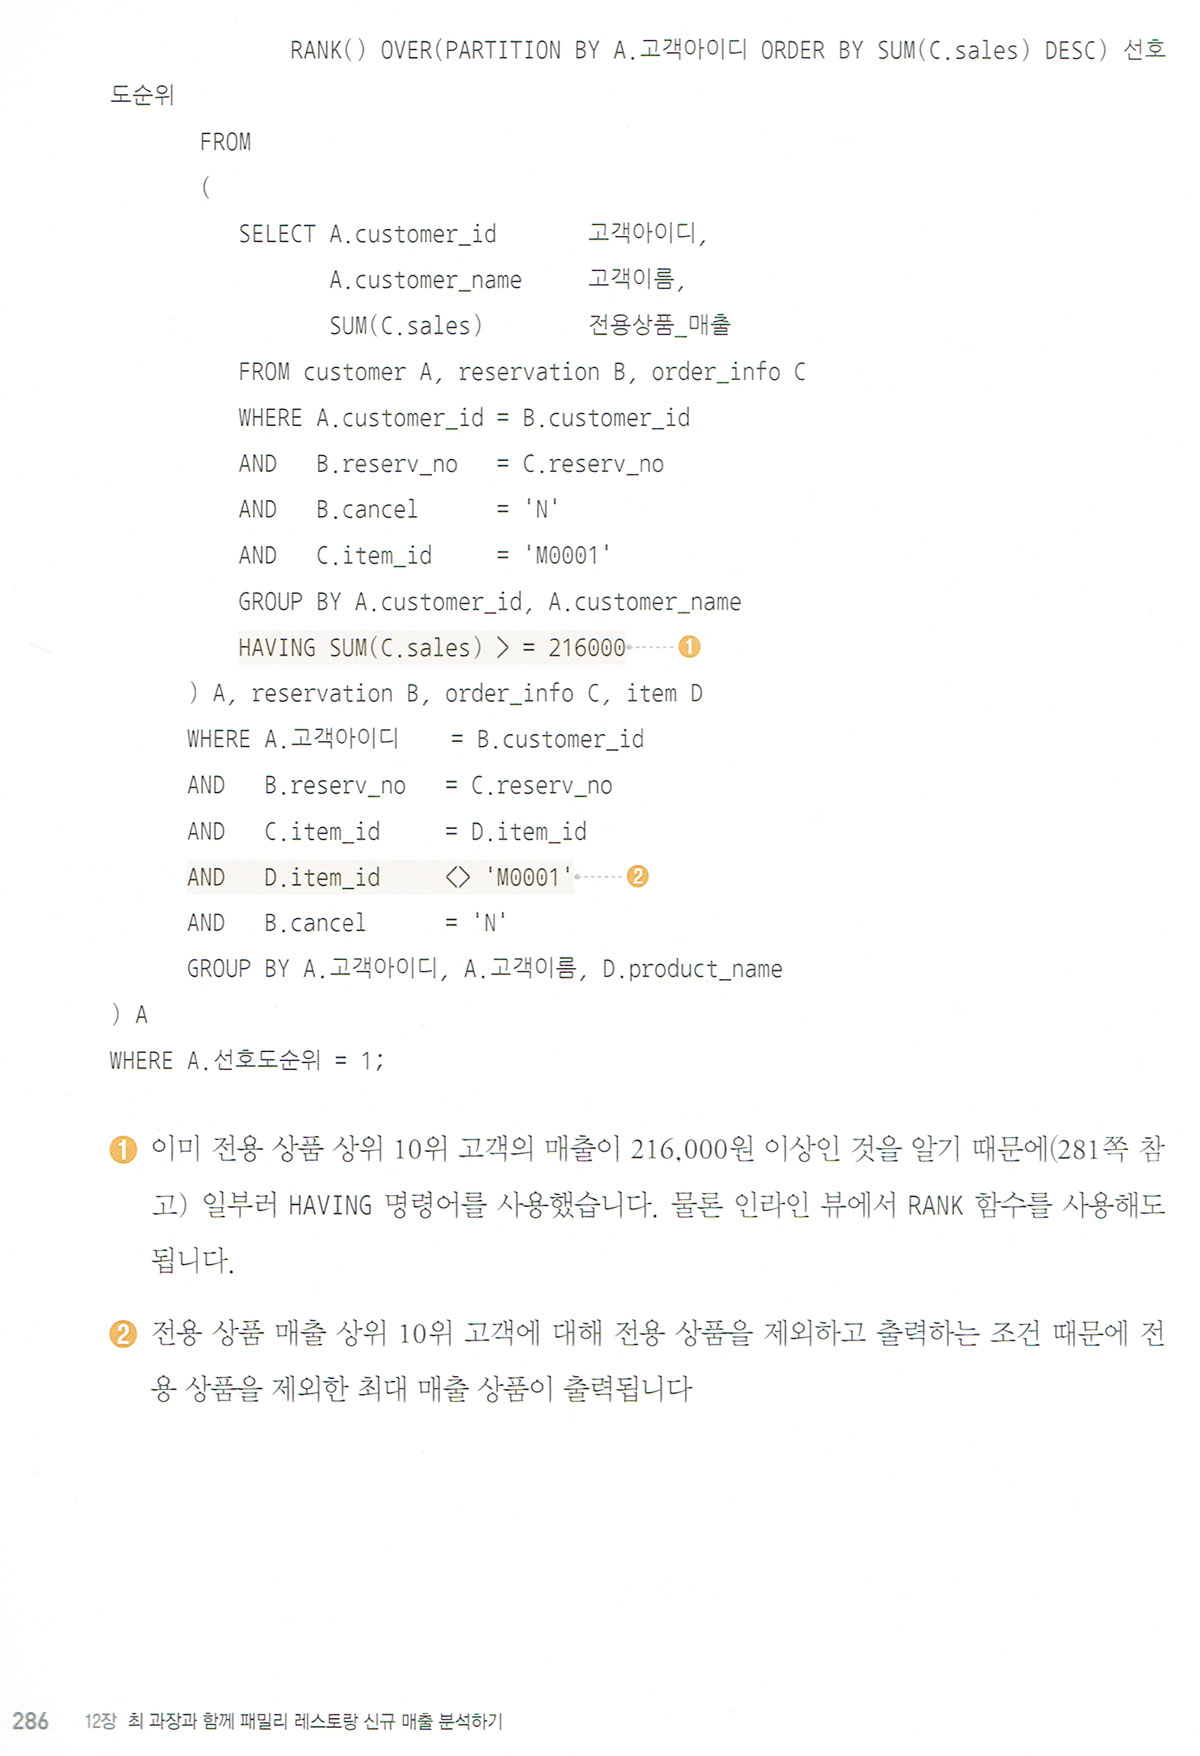 RANK() OVER(PARTITION BY A.고객아이디 ORDER BY SUM(C.sales) DESC) 선호
도순위
FROM
(
SELECT A.customer_id 고객아이디,
A.customer_name 고객이름,
SUM(C.sales) 전용상품_매출
FROM customer A, reservation B, order_info C
WHERE A.customer_id = B.customer_id
AND B.reserv_no = C.reserv_no
AND B.cancel = 'N'
AND C.item_id = 'M0001'
GROUP BY A.customer_id, A.customer_name
HAVING SUM(C.sales) > = 216000 1
) A, reservation B, order_info C, item D
WHERE A.고객아이디 = B.customer_id
AND B.reserv_no = C.reserv_no
AND C.item_id = D.item_id
AND D.item_id <> 'M0001' 2
AND B.cancel = 'N'
GROUP BY A.고객아이디, A.고객이름, D.product_name
) A
WHERE A.선호도순위 = 1;
1 이미 전용 상품 상위 10위 고객의 매출이 216,000원 이상인 것을 알기 때문에(281쪽 참
고) 일부러 HAVING 명령어를 사용했습니다. 물론 인라인 뷰에서 RANK 함수를 사용해도
됩니다.
2 전용 상품 매출 상위 10위 고객에 대해 전용 상품을 제외하고 출력하는 조건 때문에 전
용 상품을 제외한 최대 매출 상품이 출력됩니다
286 12장 최 과장과 함께 패밀리 레스토랑 신규 매출 분석하기